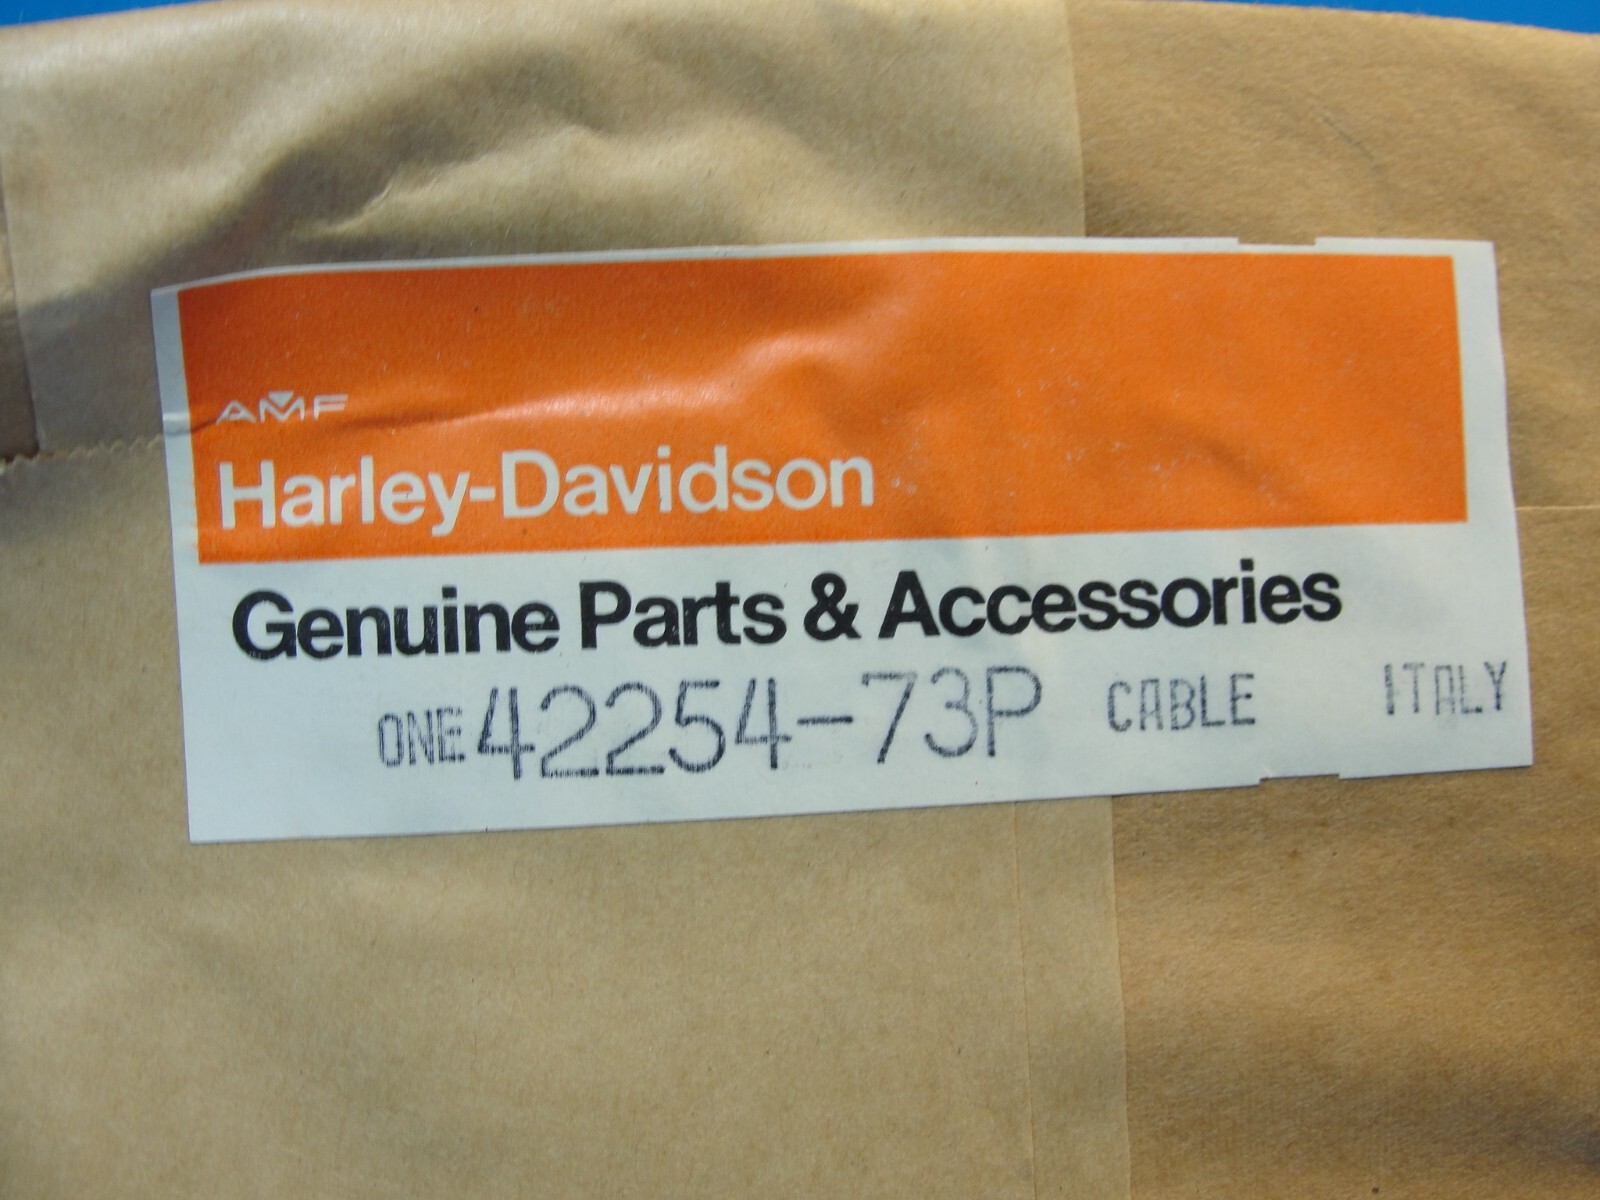 AMF
Harley-Davidson
Genuine Parts & Accessories
ONE 42254-73P CABLE ITALY